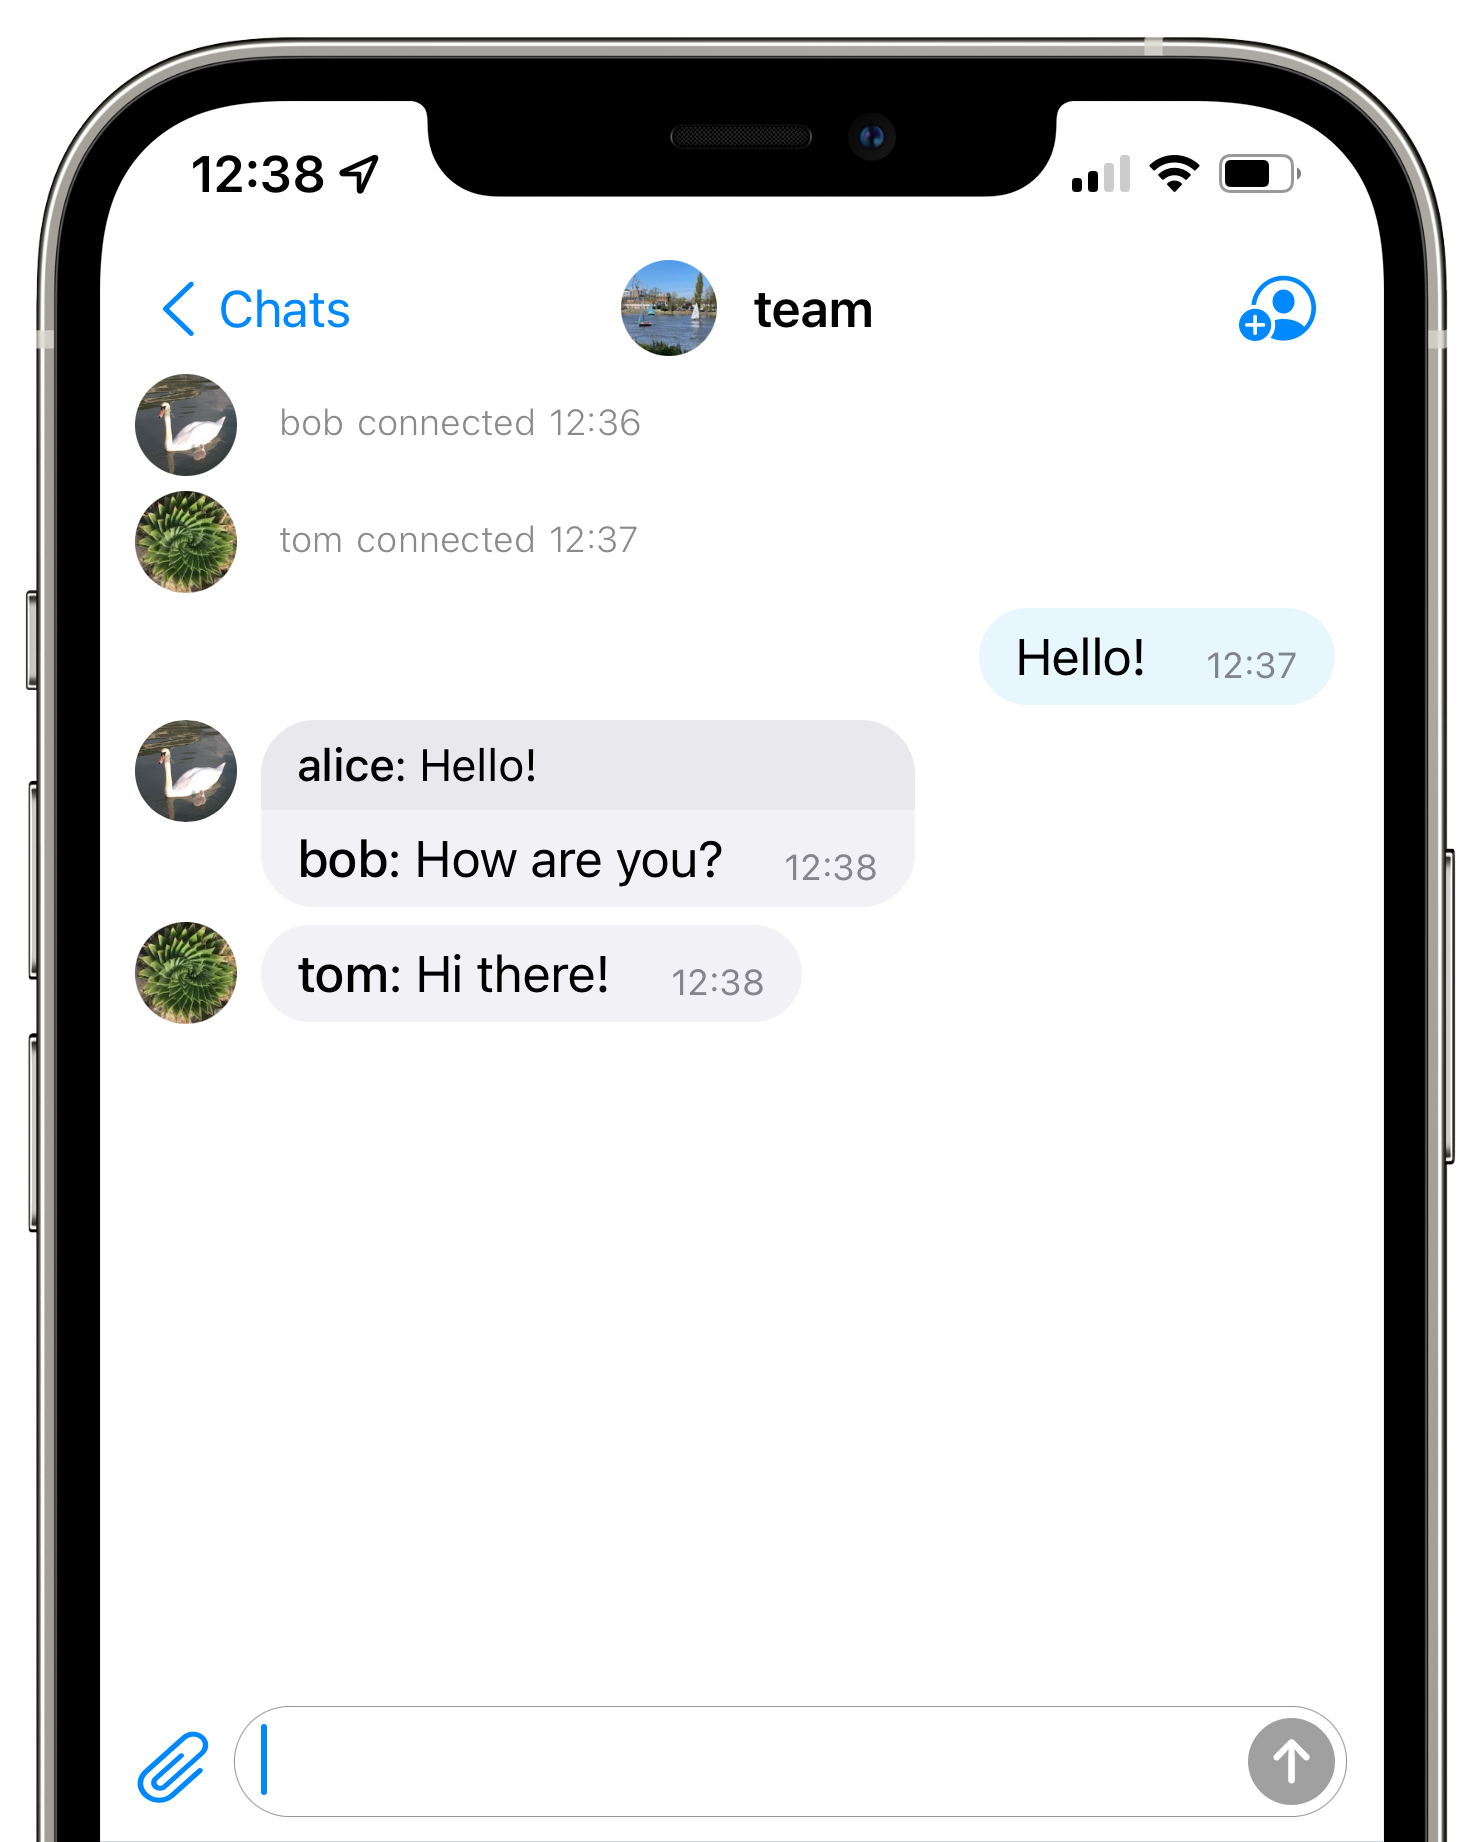 12:38
Chats
team
bob connected 12:36
tom connected 12:37
Hello! 12:37
alice: Hello!
bob: How are you? 12:38
tom: Hi there! 12:38